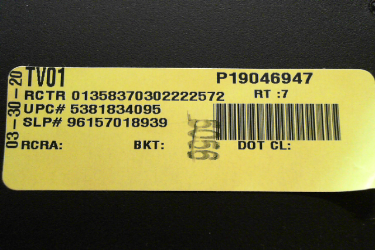 TV01 P19046947
RCTR 01358370302222572 RT :7
UPC# 5381834095
SLP# 96157018939
RCRA: BKT: DOT CL:
03-30-20